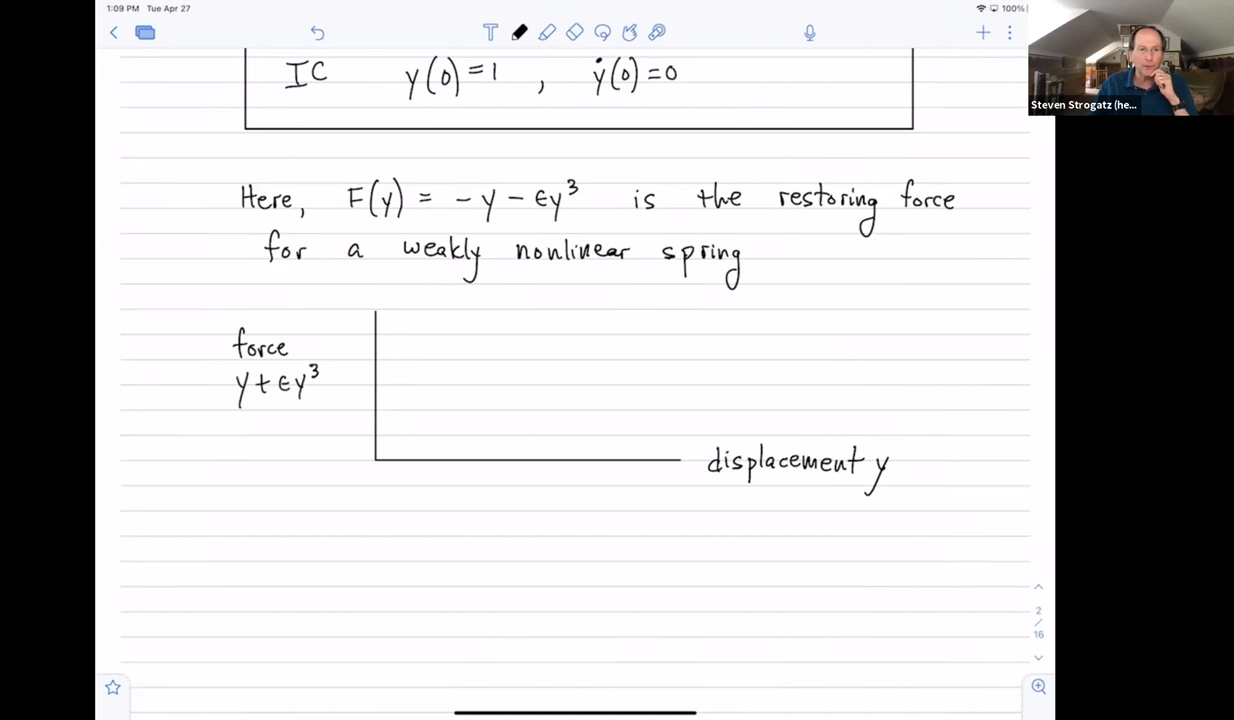 1:09 PM Tue Apr 27
100%
IC y(0)=1 , ẏ(0)=0
Steven Strogatz (he...
Here, F(y) = -y - ϵy³ is the restoring force
for a weakly nonlinear spring
force
y + ϵy³
displacement y
2
/
16